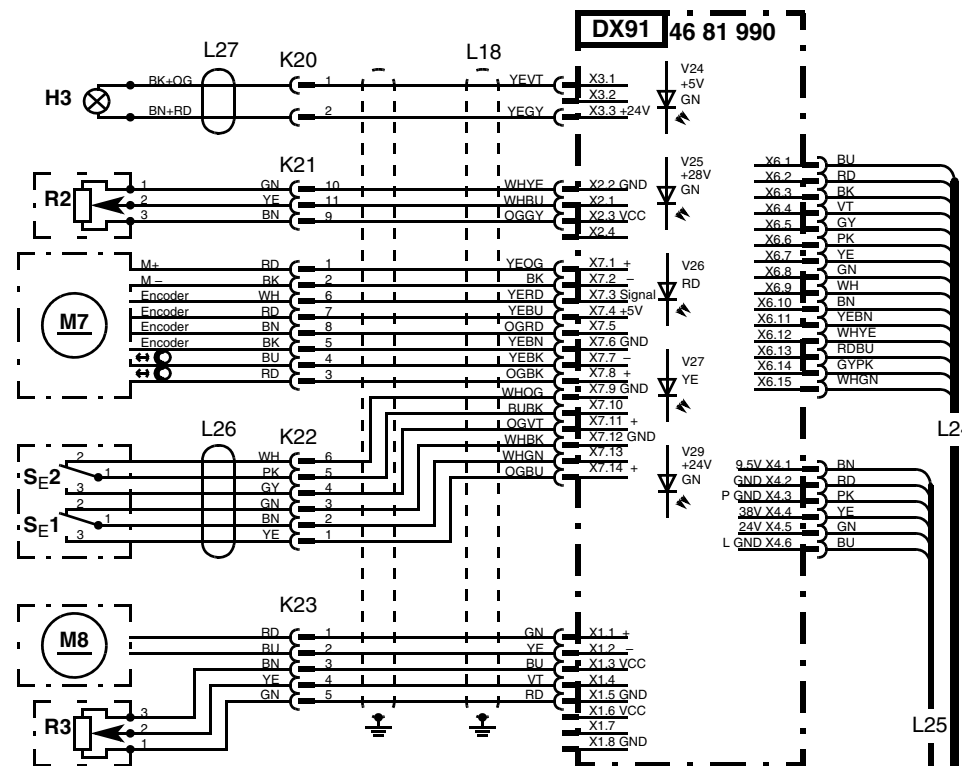 DX91 46 81 990
L27 K20 L18
H3 BK+OG 1 YEVT X3.1
X3.2
BN+RD 2 YEGY X3.3 +24V
V24
+5V
GN
K21
R2 1 GN 10 WHYE X2.2 GND
2 YE 11 WHBU X2.1
3 BN 9 OGGY X2.3 VCC
X2.4
V25
+28V
GN
M7
M+ RD 1 YEOG X7.1 +
M – BK 2 BK X7.2 –
Encoder WH 6 YERD X7.3 Signal
Encoder RD 7 YEBU X7.4 +5V
Encoder BN 8 OGRD X7.5
Encoder BK 5 YEBN X7.6 GND
BU 4 YEBK X7.7 –
RD 3 OGBK X7.8 +
WHOG X7.9 GND
BUBK X7.10
OGVT X7.11 +
WHBK X7.12 GND
WHGN X7.13
OGBU X7.14 +
V26
RD
V27
YE
V29
+24V
GN
L26 K22
SE2 2 WH 6
1 PK 5
3 GY 4
SE1 2 GN 3
1 BN 2
3 YE 1
K23
M8 RD 1 GN X1.1 +
BU 2 YE X1.2 –
BN 3 BU X1.3 VCC
YE 4 VT X1.4
GN 5 RD X1.5 GND
X1.6 VCC
X1.7
X1.8 GND
R3 3
2
1
X6.1 BU
X6.2 RD
X6.3 BK
X6.4 VT
X6.5 GY
X6.6 PK
X6.7 YE
X6.8 GN
X6.9 WH
X6.10 BN
X6.11 YEBN
X6.12 WHYE
X6.13 RDBU
X6.14 GYPK
X6.15 WHGN
9.5V X4.1 BN
GND X4.2 RD
P GND X4.3 PK
38V X4.4 YE
24V X4.5 GN
L GND X4.6 BU
L25